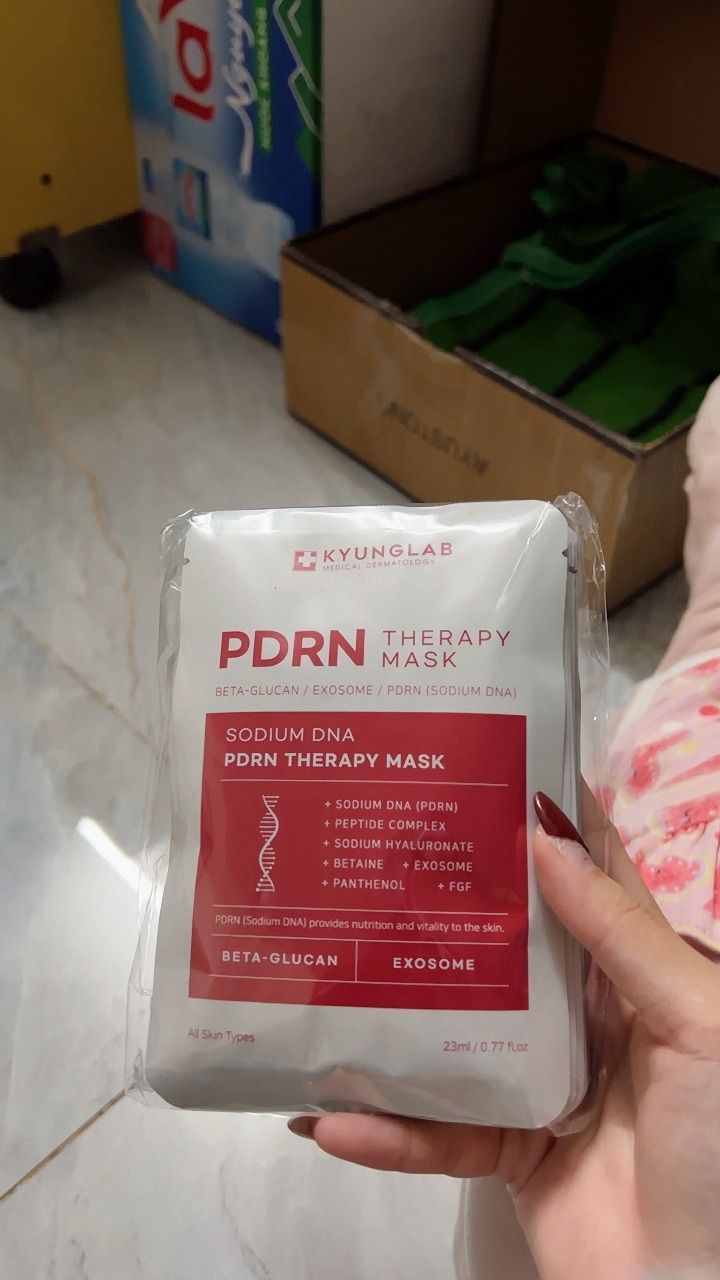 la
KYUNGLAB
MEDICAL DERMATOLOGY
PDRN THERAPY
MASK
BETA-GLUCAN / EXOSOME / PDRN (SODIUM DNA)
SODIUM DNA
PDRN THERAPY MASK
+ SODIUM DNA (PDRN)
+ PEPTIDE COMPLEX
+ SODIUM HYALURONATE
+ BETAINE + EXOSOME
+ PANTHENOL + FGF
PDRN (Sodium DNA) provides nutrition and vitality to the skin.
BETA-GLUCAN
EXOSOME
All Skin Types
23ml / 0.77 fl.oz